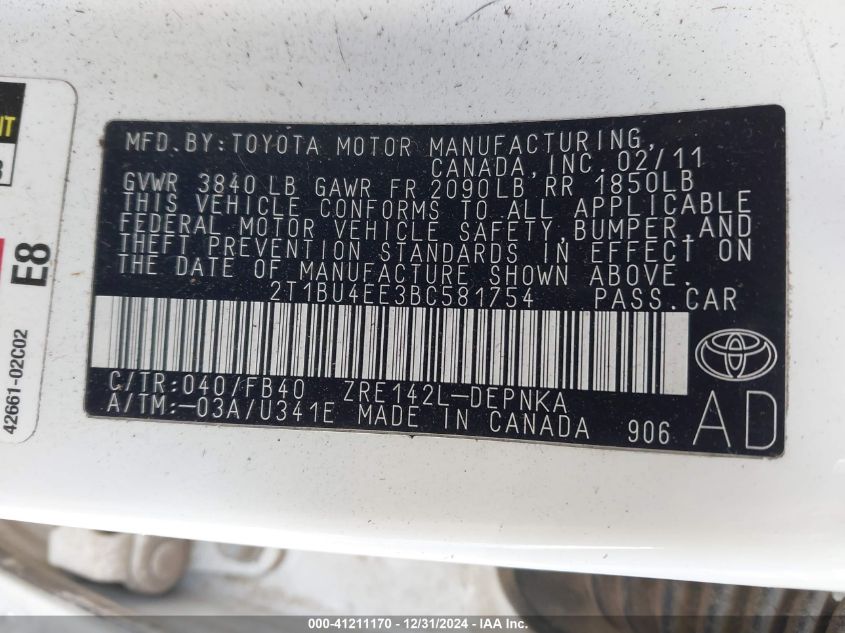 MFD.BY:TOYOTA MOTOR MANUFACTURING,
CANADA,INC. 02/11
GVWR 3840 LB GAWR FR 2090LB RR 1850LB
THIS VEHICLE CONFORMS TO ALL APPLICABLE
FEDERAL MOTOR VEHICLE SAFETY,BUMPER,AND
THEFT PREVENTION STANDARDS IN EFFECT ON
THE DATE OF MANUFACTURE SHOWN ABOVE.
2T1BU4EE3BC581754 PASS.CAR
C/TR:040/FB40 ZRE142L-DEPNKA
A/TM:-03A/U341E MADE IN CANADA 906
AD
E8
42661-02C02
000-41211170 • 12/31/2024 - IAA Inc.